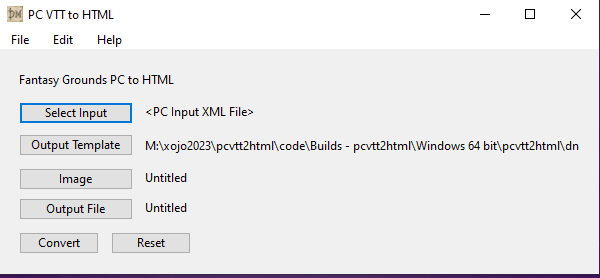 DM PC VTT to HTML
File Edit Help
Fantasy Grounds PC to HTML
Select Input <PC Input XML File>
Output Template M:\xojo2023\pcvtt2html\code\Builds - pcvtt2html\Windows 64 bit\pcvtt2html\dn
Image Untitled
Output File Untitled
Convert Reset